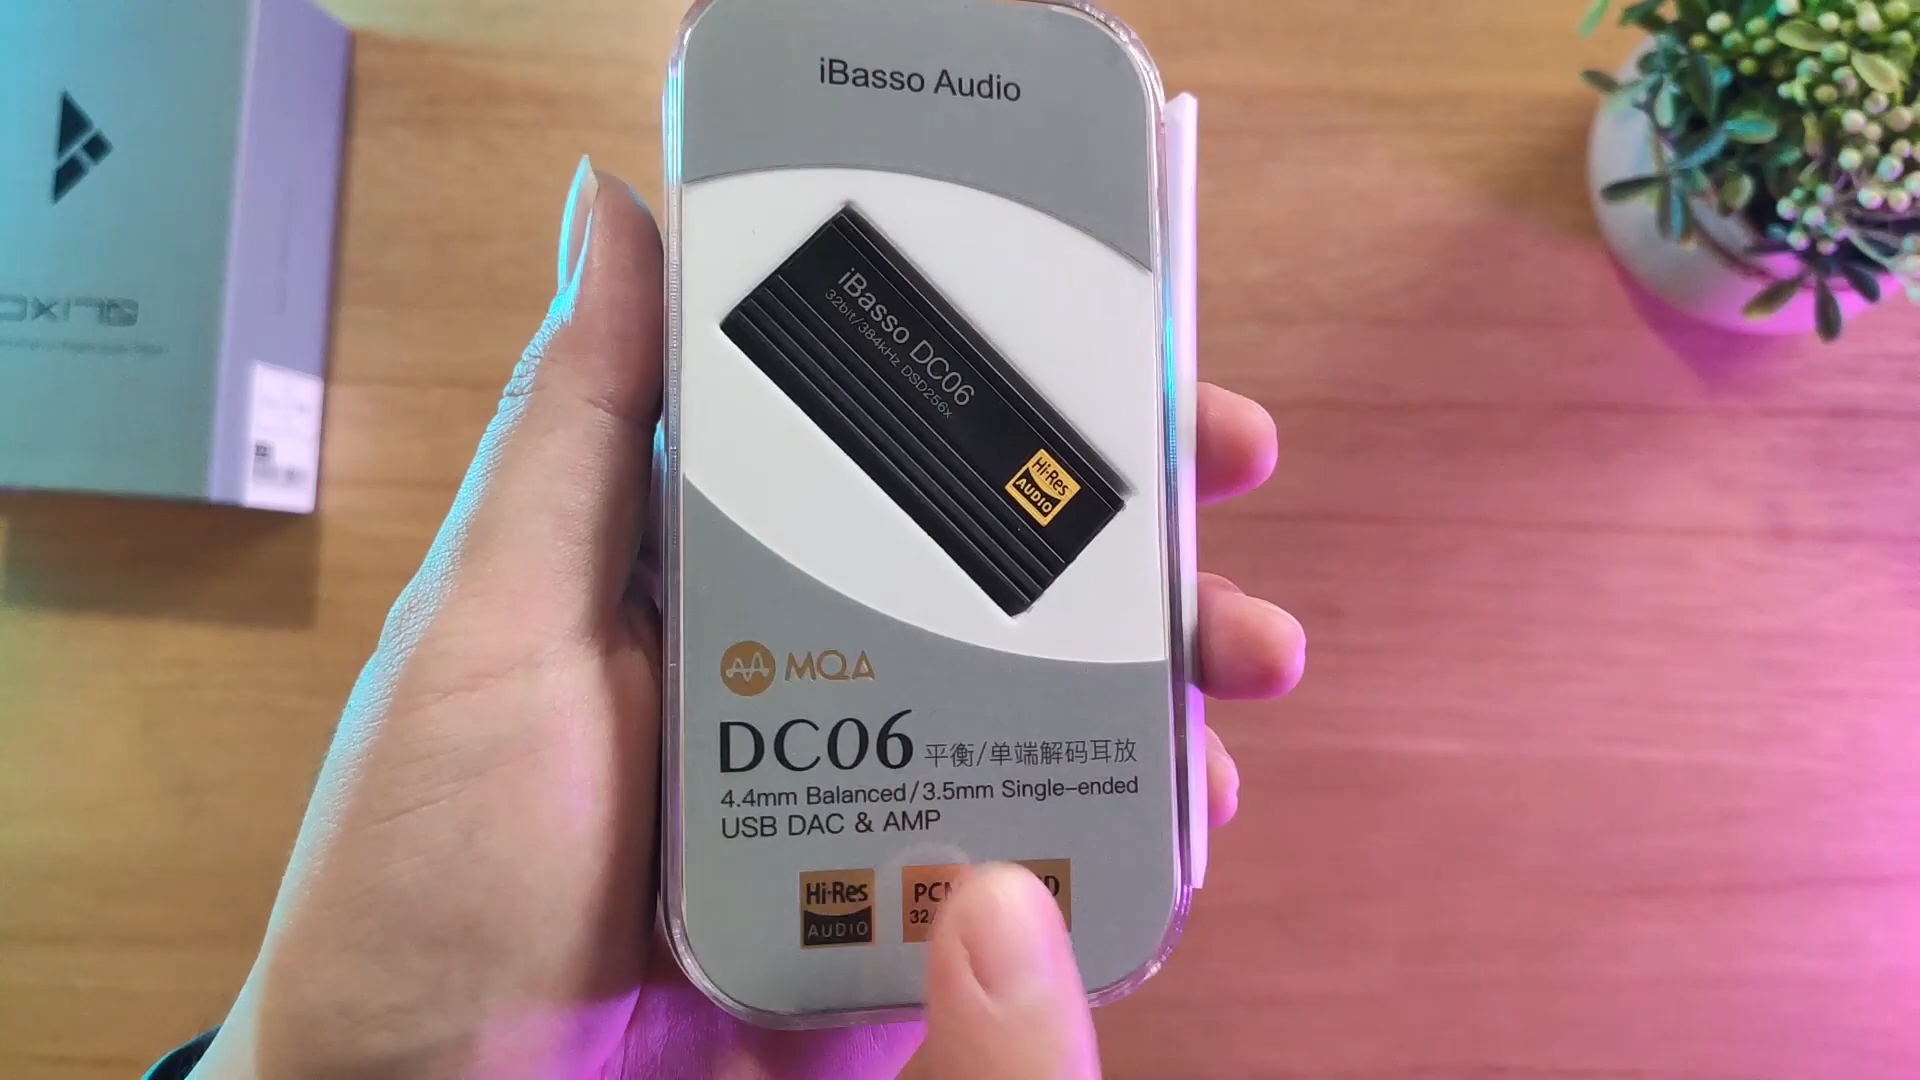 iBasso Audio
iBasso DC06
32bit/384kHz DSD256x
Hi-Res
AUDIO
MQA
DC06 平衡/单端解码耳放
4.4mm Balanced/3.5mm Single-ended
USB DAC & AMP
Hi-Res
AUDIO